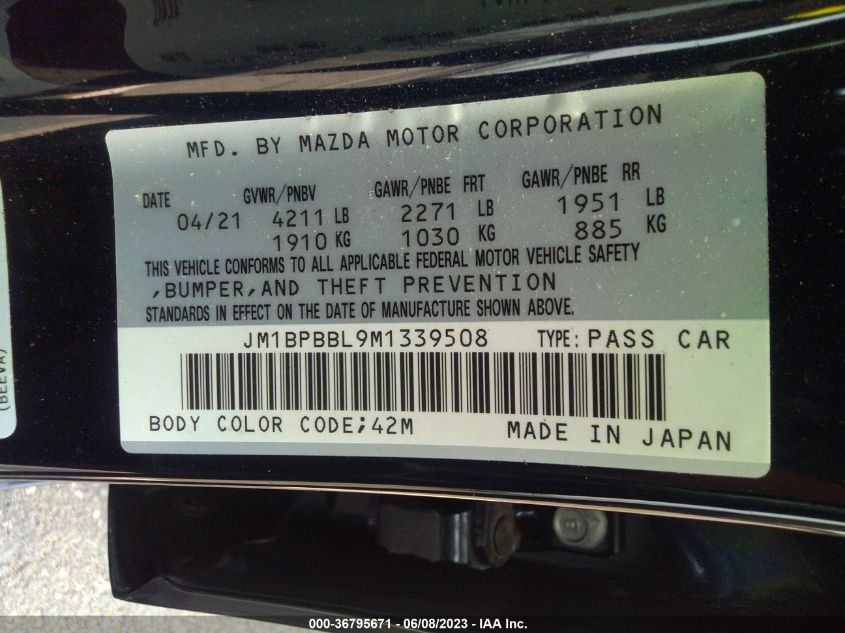 MFD. BY MAZDA MOTOR CORPORATION
DATE GVWR/PNBV GAWR/PNBE FRT GAWR/PNBE RR
04/21 4211 LB 2271 LB 1951 LB
1910 KG 1030 KG 885 KG
THIS VEHICLE CONFORMS TO ALL APPLICABLE FEDERAL MOTOR VEHICLE SAFETY
,BUMPER,AND THEFT PREVENTION
STANDARDS IN EFFECT ON THE DATE OF MANUFACTURE SHOWN ABOVE.
JM1BPBBL9M1339508 TYPE: PASS CAR
BODY COLOR CODE;42M MADE IN JAPAN
(BEEVA)
000-36795671 - 06/08/2023 - IAA Inc.